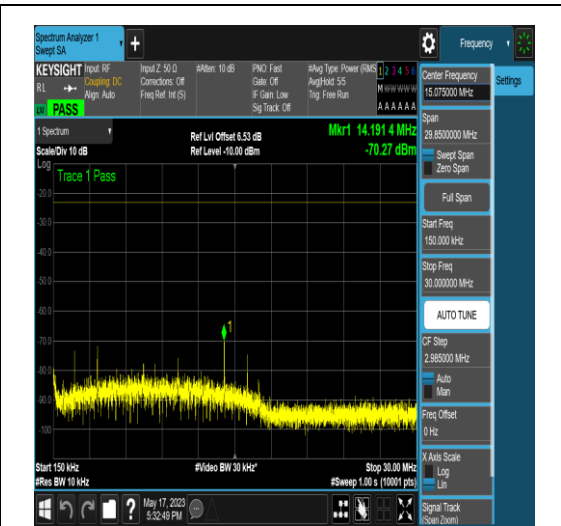 Spectrum Analyzer 1
Swept SA
Frequency
KEYSIGHT
RL
PASS
Input: RF
Coupling: DC
Align: Auto
Input Z: 50 Ω
Corrections: Off
Freq Ref: Int (S)
#Atten: 10 dB
PNO: Fast
Gate: Off
IF Gain: Low
Sig Track: Off
#Avg Type: Power (RMS
Avg|Hold: 5/5
Trig: Free Run
1 2 3 4 5 6
M W W W W W
A A A A A A
1 Spectrum
Scale/Div 10 dB
Log
Ref Lvl Offset 6.53 dB
Ref Level -10.00 dBm
Mkr1 14.191 4 MHz
-70.27 dBm
Trace 1 Pass
-20.0
-30.0
-40.0
-50.0
-60.0
-70.0
-80.0
-90.0
-100
1
Start 150 kHz
#Res BW 10 kHz
#Video BW 30 kHz*
Stop 30.00 MHz
#Sweep 1.00 s (10001 pts)
May 17, 2023
5:32:49 PM
Center Frequency
15.075000 MHz
Settings
Span
29.8500000 MHz
Swept Span
Zero Span
Full Span
Start Freq
150.000 kHz
Stop Freq
30.000000 MHz
AUTO TUNE
CF Step
2.985000 MHz
Auto
Man
Freq Offset
0 Hz
X Axis Scale
Log
Lin
Signal Track
(Span Zoom)